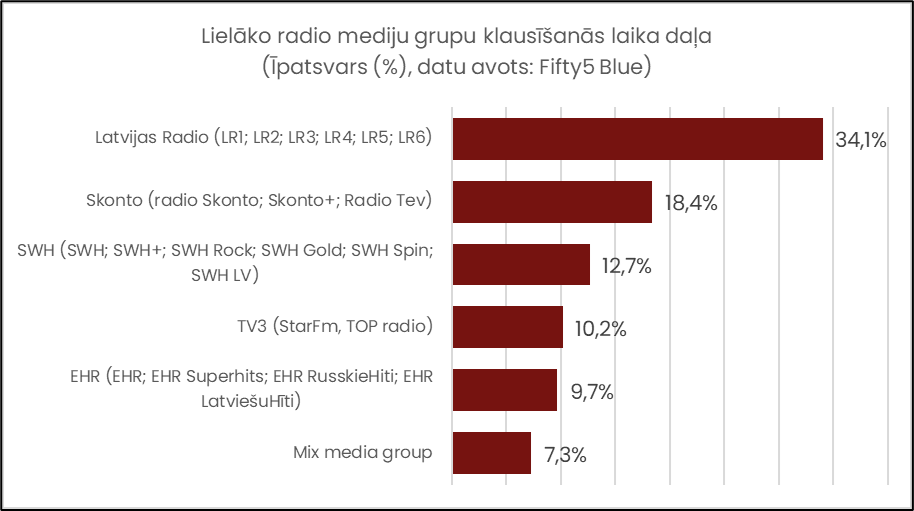 Lielāko radio mediju grupu klausīšanās laika daļa
(Īpatsvars (%), datu avots: Fifty5 Blue)
Latvijas Radio (LR1; LR2; LR3; LR4; LR5; LR6)
34,1%
Skonto (radio Skonto; Skonto+; Radio Tev)
18,4%
SWH (SWH; SWH+; SWH Rock; SWH Gold; SWH Spin;
SWH LV)
12,7%
TV3 (StarFm, TOP radio)
10,2%
EHR (EHR; EHR Superhits; EHR RusskieHiti; EHR
LatviešuHīti)
9,7%
Mix media group
7,3%